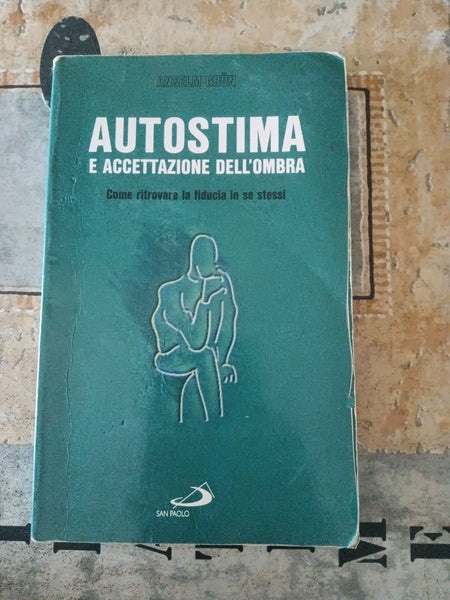 ANSELM GRÜN
AUTOSTIMA
E ACCETTAZIONE DELL'OMBRA
Come ritrovare la fiducia in se stessi
SAN PAOLO